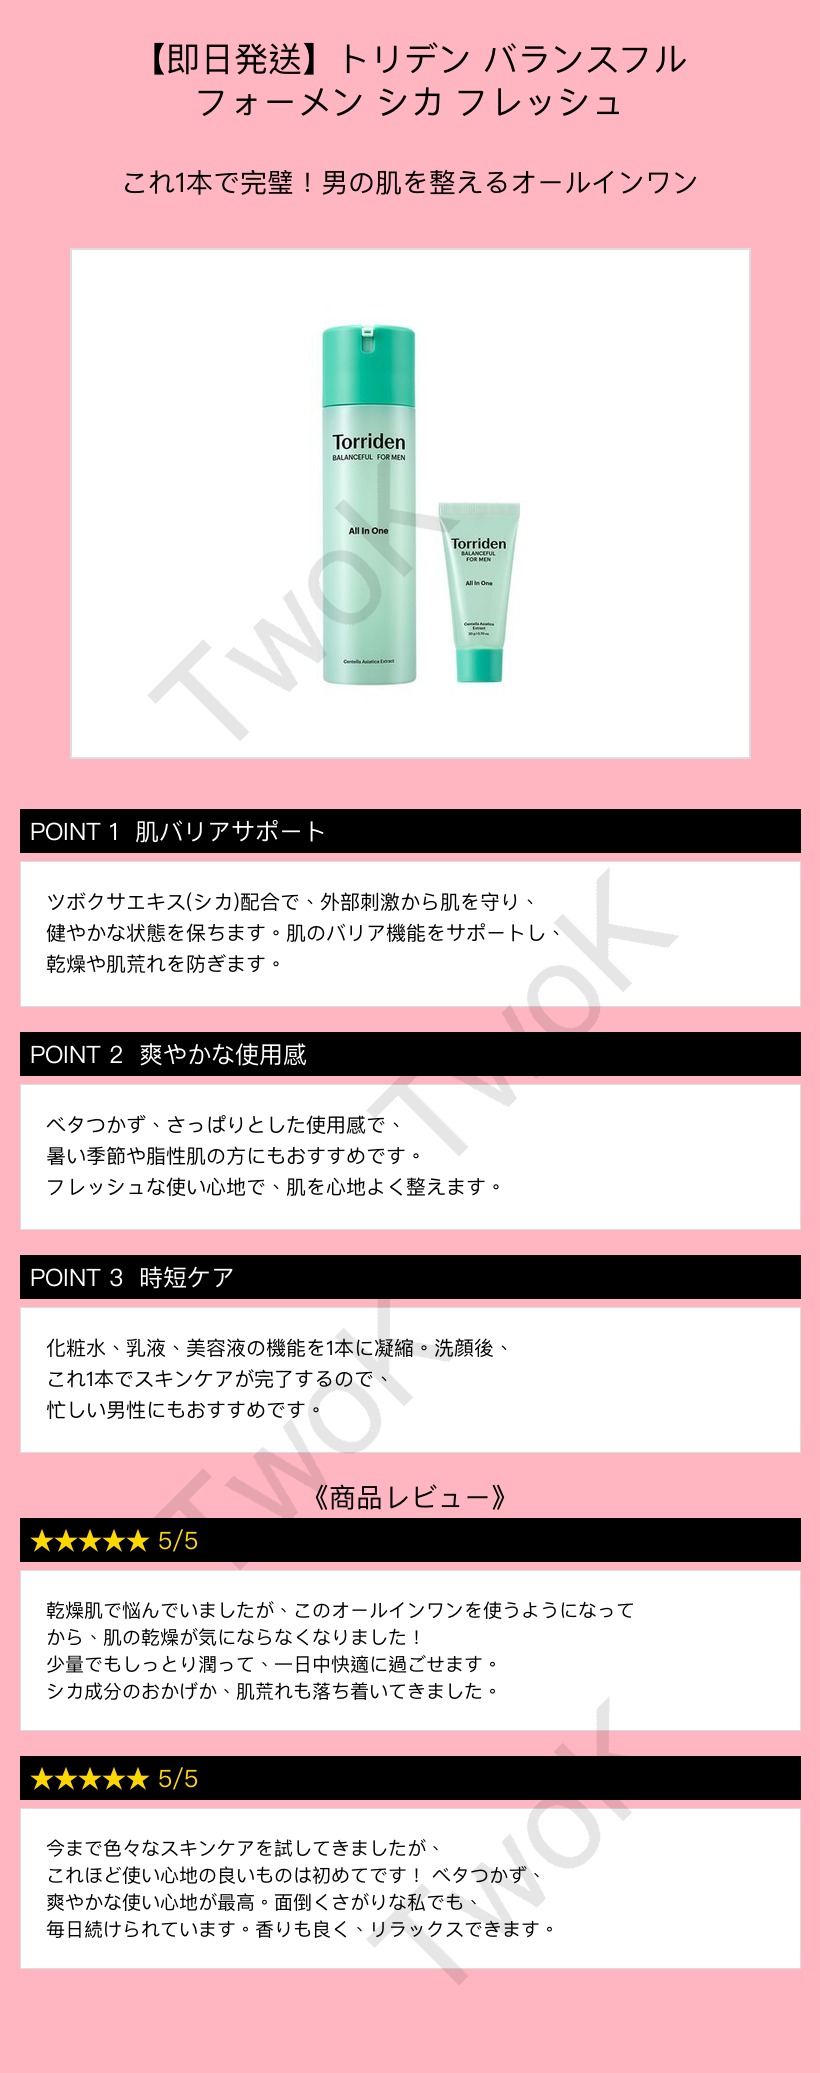 【即日発送】トリデン バランスフル
フォーメン シカ フレッシュ
これ1本で完璧！男の肌を整えるオールインワン
Torriden
BALANCEFUL FOR MEN
All In One
Centella Asiatica Extract
Torriden
BALANCEFUL
FOR MEN
All In One
Centella Asiatica
Extract
TwoK
POINT 1 肌バリアサポート
ツボクサエキス(シカ)配合で、外部刺激から肌を守り、
健やかな状態を保ちます。肌のバリア機能をサポートし、
乾燥や肌荒れを防ぎます。
TwoK
POINT 2 爽やかな使用感
ベタつかず、さっぱりとした使用感で、
暑い季節や脂性肌の方にもおすすめです。
フレッシュな使い心地で、肌を心地よく整えます。
POINT 3 時短ケア
化粧水、乳液、美容液の機能を1本に凝縮。洗顔後、
これ1本でスキンケアが完了するので、
忙しい男性にもおすすめです。
TwoK
《商品レビュー》
★★★★★ 5/5
乾燥肌で悩んでいましたが、このオールインワンを使うようになって
から、肌の乾燥が気にならなくなりました！
少量でもしっとり潤って、一日中快適に過ごせます。
シカ成分のおかげか、肌荒れも落ち着いてきました。
★★★★★ 5/5
今まで色々なスキンケアを試してきましたが、
これほど使い心地の良いものは初めてです！ ベタつかず、
爽やかな使い心地が最高。面倒くさがりな私でも、
毎日続けられています。香りも良く、リラックスできます。
TwoK